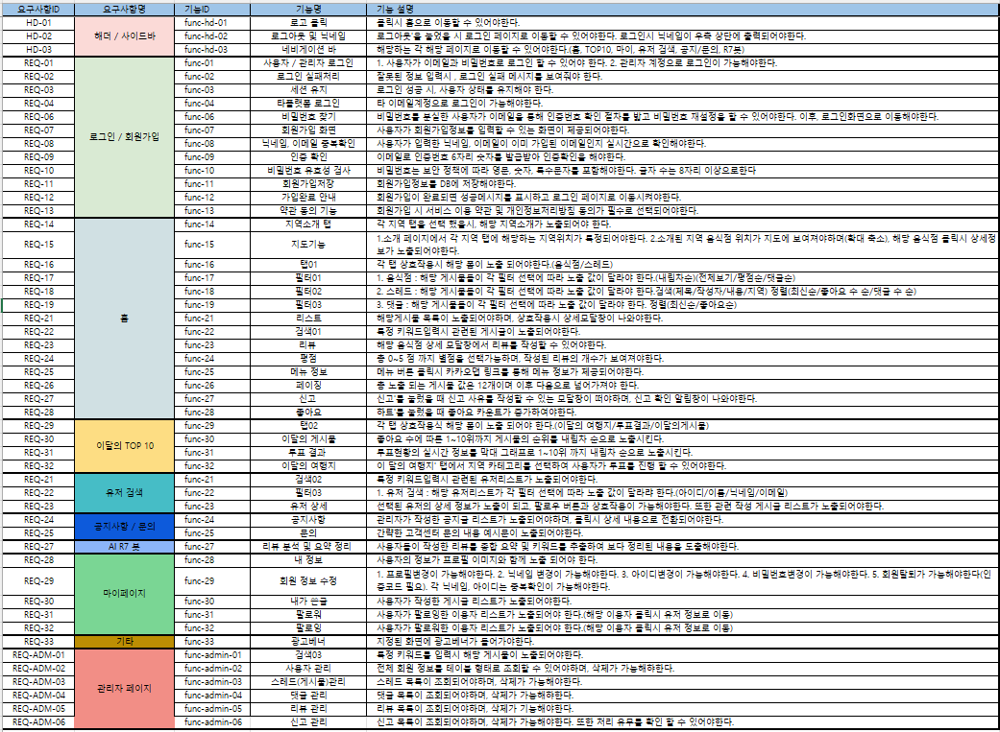 요구사항ID 요구사항명 기능ID 기능명 기능 설명
HD-01 func-hd-01 로고 클릭 클릭시 홈으로 이동할 수 있어야한다.
HD-02 헤더 / 사이드바 func-hd-02 로그아웃 및 닉네임 로그아웃'을 눌었을 시 로그인 페이지로 이동할 수 있어야한다. 로그인시 닉네임이 우측 상단에 출력되어야한다.
HD-03 func-hd-03 네비게이션 바 해당하는 각 해당 페이지로 이동할 수 있어야한다.(홈, TOP10, 마이, 유저 검색, 공지/문의, R7봇)
REQ-01 func-01 사용자 / 관리자 로그인 1. 사용자가 이메일과 비밀번호로 로그인 할 수 있어야 한다. 2. 관리자 계정으로 로그인이 가능해야한다.
REQ-02 func-02 로그인 실패처리 잘못된 정보 입력시 , 로그인 실패 메시지를 보여줘야 한다.
REQ-03 func-03 세션 유지 로그인 성공 시, 사용자 상태를 유지해야 한다.
REQ-04 func-04 타플랫폼 로그인 타 이메일계정으로 로그인이 가능해야한다.
REQ-06 func-06 비밀번호 찾기 비밀번호를 분실한 사용자가 이메일을 통해 인증번호 확인 절차를 밟고 비밀번호 재설정을 할 수 있어야한다. 이후, 로그인화면으로 이동해야한다.
REQ-07 func-07 회원가입 화면 사용자가 회원가입정보를 입력할 수 있는 화면이 제공되어야한다.
REQ-08 로그인 / 회원가입 func-08 닉네임, 이메일 중복확인 사용자가 입력한 닉네임, 이메일이 이미 가입된 이메일인지 실시간으로 확인해야한다.
REQ-09 func-09 인증 확인 이메일로 인증번호 6자리 숫자를 발급받아 인증확인을 해야한다.
REQ-10 func-10 비밀번호 유효성 검사 비밀번호는 보안 정책에 따라 영문, 숫자, 특수문자를 포함해야한다. 글자 수는 8자리 이상으로한다
REQ-11 func-11 회원가입저장 회원가입정보를 DB에 저장해야한다.
REQ-12 func-12 가입완료 안내 회원가입이 완료되면 성공메시지를 표시하고 로그인 페이지로 이동시켜야한다.
REQ-13 func-13 약관 동의 기능 회원가입 시 서비스 이용 약관 및 개인정보처리방침 동의가 필수로 선택되어야한다.
REQ-14 func-14 지역소개 탭 각 지역 탭을 선택 했을시, 해당 지역소개가 노출되어야 한다.
REQ-15 func-15 지도기능 1.소개 페이지에서 각 지역 탭에 해당하는 지역위치가 특정되어야한다. 2.소개된 지역 음식점 위치가 지도에 보여져야하며(확대 축소), 해당 음식점 클릭시 상세정
보가 노출되어야한다.
REQ-16 func-16 탭01 각 탭 상호작용시 해당 폼이 노출 되어야한다.(음식점/스레드)
REQ-17 func-17 필터01 1. 음식점 : 해당 게시물들이 각 필터 선택에 따라 노출 값이 달라야 한다.(내림차순)(전체보기/평점순/댓글순)
REQ-18 func-18 필터02 2. 스레드 : 해당 게시물들이 각 필터 선택에 따라 노출 값이 달라야 한다.검색(제목/작성자/내용/지역) 정렬(최신순/좋아요 수 순/댓글 수 순)
REQ-19 func-19 필터03 3. 댓글 : 해당 게시물들이 각 필터 선택에 따라 노출 값이 달라야 한다. 정렬(최신순/좋아요순)
REQ-21 홈 func-21 리스트 해당게시물 목록이 노출되어야하며, 상호작용시 상세모달창이 나와야한다.
REQ-22 func-22 검색01 특정 키워드입력시 관련된 게시글이 노출되어야한다.
REQ-23 func-23 리뷰 해당 음식점 상세 모달창에서 리뷰를 작성할 수 있어야한다.
REQ-24 func-24 평점 총 0~5 점 까지 별점을 선택가능하며, 작성된 리뷰의 개수가 보여져야한다.
REQ-25 func-25 메뉴 정보 메뉴 버튼 클릭시 카카오맵 링크를 통해 메뉴 정보가 제공되어야한다.
REQ-26 func-26 페이징 총 노출 되는 게시물 값은 12개이며 이후 다음으로 넘어가져야 한다.
REQ-27 func-27 신고 신고'를 눌렀을 때 신고 사유를 작성할 수 있는 모달창이 떠야하며, 신고 확인 알림창이 나와야한다.
REQ-28 func-28 좋아요 하트'를 눌렀을 때 좋아요 카운트가 증가하여야한다.
REQ-29 func-29 탭02 각 탭 상호작용식 해당 폼이 노출 되어야 한다.(이달의 여행지/투표결과/이달의게시물)
REQ-30 func-30 이달의 게시물 좋아요 수에 따른 1~10위까지 게시물의 순위를 내림차 순으로 노출시킨다.
REQ-31 이달의 TOP 10 func-31 투표 결과 투표현황의 실시간 정보를 막대 그래프로 1~10위 까지 내림차 순으로 노출시킨다.
REQ-32 func-32 이달의 여행지 이 달의 여행지' 탭에서 지역 카테고리를 선택하여 사용자가 투표를 진행 할 수 있어야한다.
REQ-21 func-21 검색02 특정 키워드입력시 관련된 유저리스트가 노출되어야한다.
REQ-22 유저 검색 func-22 필터03 1. 유저 검색 : 해당 유저리스트가 각 필터 선택에 따라 노출 값이 달라랴 한다.(아이디/이름/닉네임/이메일)
REQ-23 func-23 유저 상세 선택된 유저의 상세 정보가 노출이 되고, 팔로우 버튼과 상호작용이 가능해야한다. 또한 관련 작성 게시글 리스트가 노출되어야한다.
REQ-24 공지사항 / 문의 func-24 공지사항 관리자가 작성한 공지글 리스트가 노출되어야하며, 클릭시 상세 내용으로 전환되어야한다.
REQ-25 func-25 문의 간략한 고객센터 문의 내용 예시문이 노출되어야한다.
REQ-27 AI R7 봇 func-27 리뷰 분석 및 요약 정리 사용자들이 작성한 리뷰를 종합 요약 및 키워드를 추출하여 보다 정리된 내용을 도출해야한다.
REQ-28 func-28 내 정보 사용자의 정보가 프로필 이미지와 함께 노출 되어야 한다.
REQ-29 마이페이지 func-29 회원 정보 수정 1. 프로필변경이 가능해야한다. 2. 닉네임 변경이 가능해야한다. 3. 아이디변경이 가능해야한다. 4. 비밀번호변경이 가능해야한다. 5. 회원탈퇴가 가능해야한다(인
증코드 필요). 각 닉네임, 아이디는 중복확인이 가능해야한다.
REQ-30 func-30 내가 쓴글 사용자가 작성한 게시글 리스트가 노출되어야한다.
REQ-31 func-31 팔로워 사용자가 팔로잉한 이용자 리스트가 노출되어야 한다.(해당 이용자 클릭시 유저 정보로 이동)
REQ-32 func-32 팔로잉 사용자가 팔로워한 이용자 리스트가 노출되어야 한다.(해당 이용자 클릭시 유저 정보로 이동)
REQ-33 기타 func-33 광고베너 지정된 화면에 광고베너가 들어가야한다.
REQ-ADM-01 func-admin-01 검색03 특정 키워드를 입력시 해당 게시물이 노출되어야한다.
REQ-ADM-02 func-admin-02 사용자 관리 전체 회원 정보를 테이블 형태로 조회할 수 있어야하며, 삭제가 가능해햐한다.
REQ-ADM-03 관리자 페이지 func-admin-03 스레드(게시물)관리 스레드 목록이 조회되어야하며, 삭제가 가능해야한다.
REQ-ADM-04 func-admin-04 댓글 관리 댓글 목록이 조회되어야하며, 삭제가 가능해햐한다.
REQ-ADM-05 func-admin-05 리뷰 관리 리뷰 목록이 조회되어야하며, 삭제가 기능해야한다.
REQ-ADM-06 func-admin-06 신고 관리 신고 목록이 조회되어야하며, 삭제가 가능해야한다. 또한 처리 유무를 확인 할 수 있어야한다.